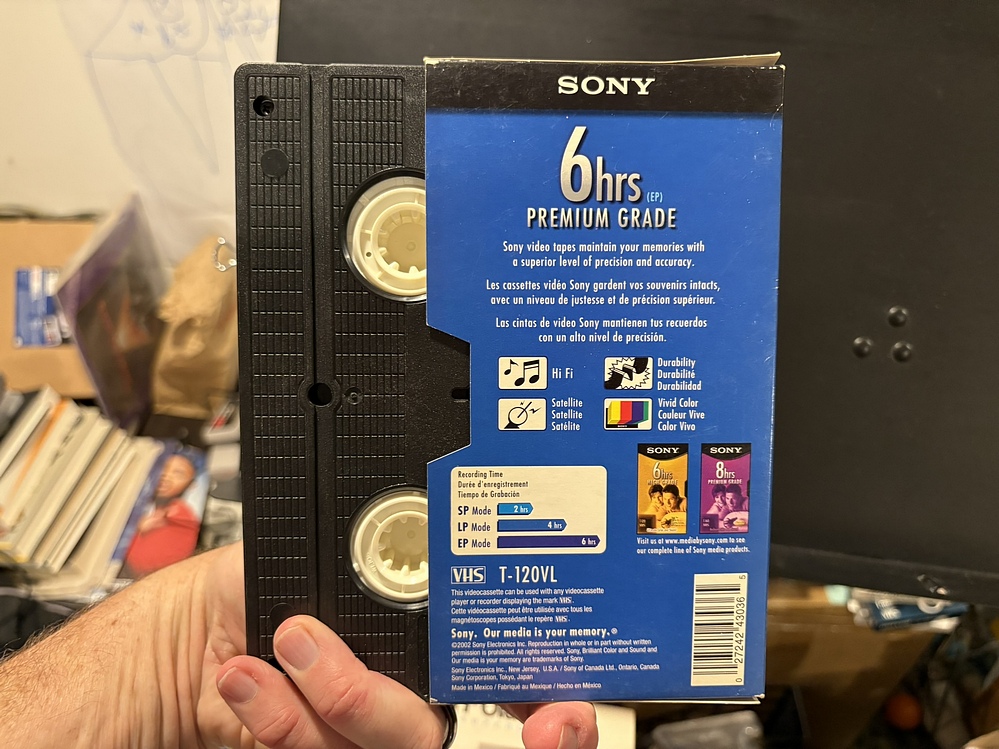 SONY
6hrs (EP)
PREMIUM GRADE
Sony video tapes maintain your memories with
a superior level of precision and accuracy.
Les cassettes vidéo Sony gardent vos souvenirs intacts,
avec un niveau de justesse et de précision supérieur.
Las cintas de video Sony mantienen tus recuerdos
con un alto nivel de precisión.
Hi Fi
Durability
Durabilité
Durabilidad
Satellite
Satellite
Satélite
Vivid Color
Couleur Vive
Color Vivo
Recording Time
Durée d'enregistrement
Tiempo de Grabación
SP Mode 2 hrs
LP Mode 4 hrs
EP Mode 6 hrs
SONY
6hrs
SONY
8hrs
PREMIUM GRADE
Visit us at www.mediabysony.com to see
our complete line of Sony media products.
VHS T-120VL
This videocassette can be used with any videocassette
player or recorder displaying the mark VHS.
Cette vidéocassette peut être utilisée avec tous les
magnétoscopes possédant le repère VHS.
Sony. Our media is your memory.®
©2002 Sony Electronics Inc. Reproduction in whole or in part without written
permission is prohibited. All rights reserved. Sony, Brilliant Color and Sound and
Our media is your memory are trademarks of Sony.
Sony Electronics Inc., New Jersey, U.S.A. / Sony of Canada Ltd., Ontario, Canada
Sony Corporation, Tokyo, Japan
Made in Mexico / Fabriqué au Mexique / Hecho en México
0 27242 43036 5